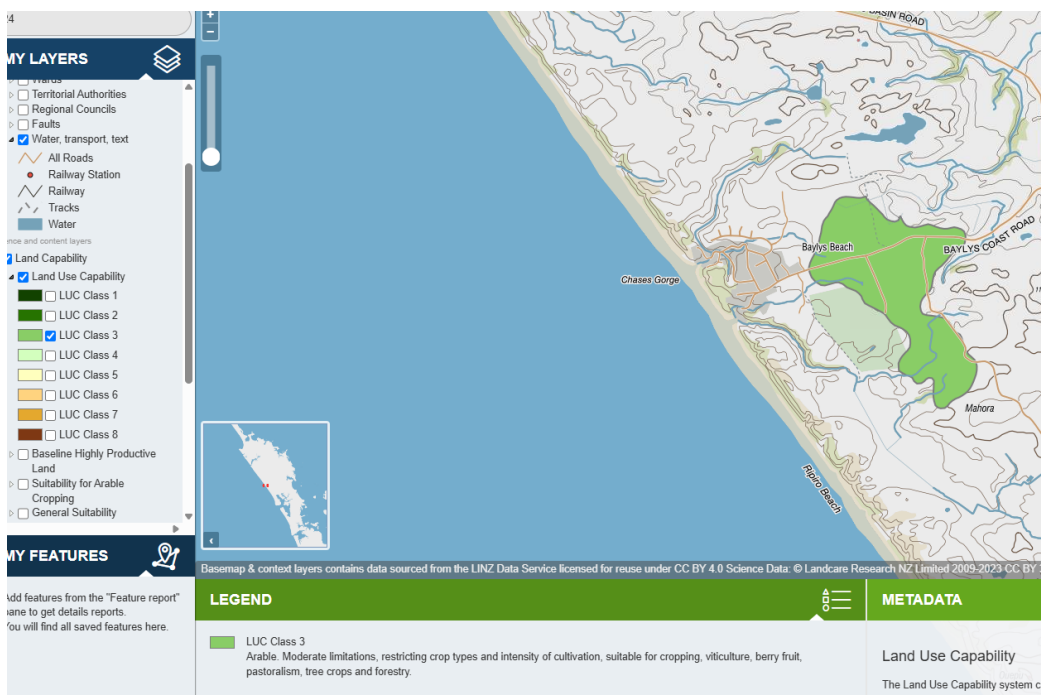 24
MY LAYERS
Wards
Territorial Authorities
Regional Councils
Faults
Water, transport, text
All Roads
Railway Station
Railway
Tracks
Water
ence and content layers
Land Capability
Land Use Capability
LUC Class 1
LUC Class 2
LUC Class 3
LUC Class 4
LUC Class 5
LUC Class 6
LUC Class 7
LUC Class 8
Baseline Highly Productive
Land
Suitability for Arable
Cropping
General Suitability
MY FEATURES
Add features from the "Feature report"
pane to get details reports.
You will find all saved features here.
BASIN ROAD
Baylys Beach
BAYLYS COAST ROAD
Chases Gorge
Mahora
Ripiro Beach
Basemap & context layers contains data sourced from the LINZ Data Service licensed for reuse under CC BY 4.0 Science Data: © Landcare Research NZ Limited 2009-2023 CC BY 3
LEGEND
LUC Class 3
Arable. Moderate limitations, restricting crop types and intensity of cultivation, suitable for cropping, viticulture, berry fruit,
pastoralism, tree crops and forestry.
METADATA
Land Use Capability
The Land Use Capability system c